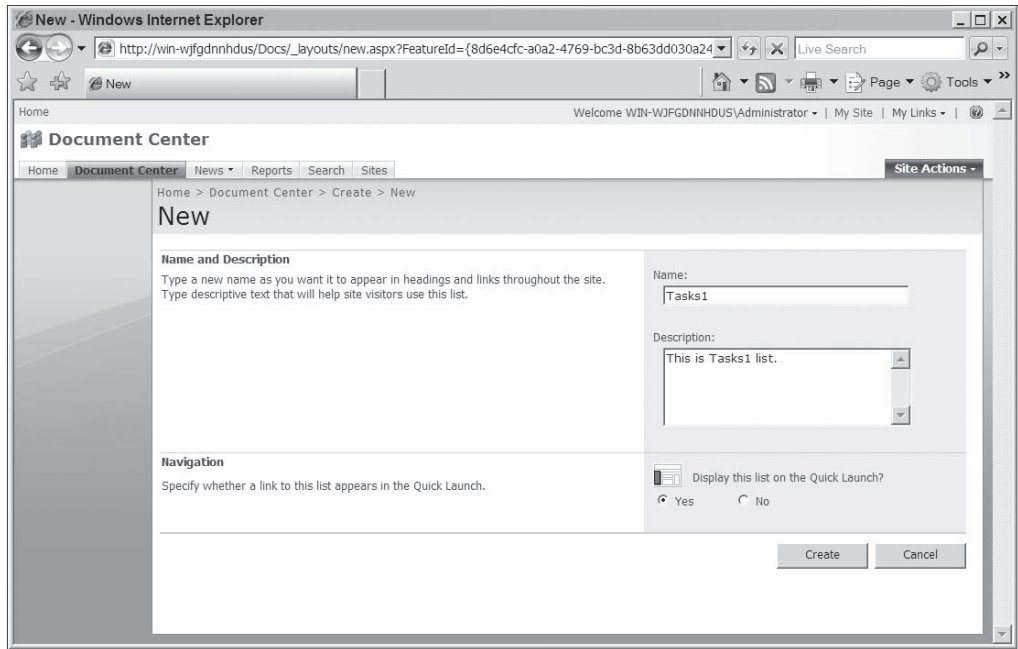 New - Windows Internet Explorer
http://win-wjfgdnnhdus/Docs/_layouts/new.aspx?FeatureId={8d6e4cfc-a0a2-4769-bc3d-8b63dd030a24
Live Search
New
Page
Tools
Home
Welcome WIN-WJFGDNNHDUS\Administrator | My Site | My Links |
Document Center
Home Document Center News Reports Search Sites
Site Actions
Home > Document Center > Create > New
New
Name and Description
Type a new name as you want it to appear in headings and links throughout the site.
Type descriptive text that will help site visitors use this list.
Name:
Tasks1
Description:
This is Tasks1 list.
Navigation
Specify whether a link to this list appears in the Quick Launch.
Display this list on the Quick Launch?
Yes No
Create Cancel